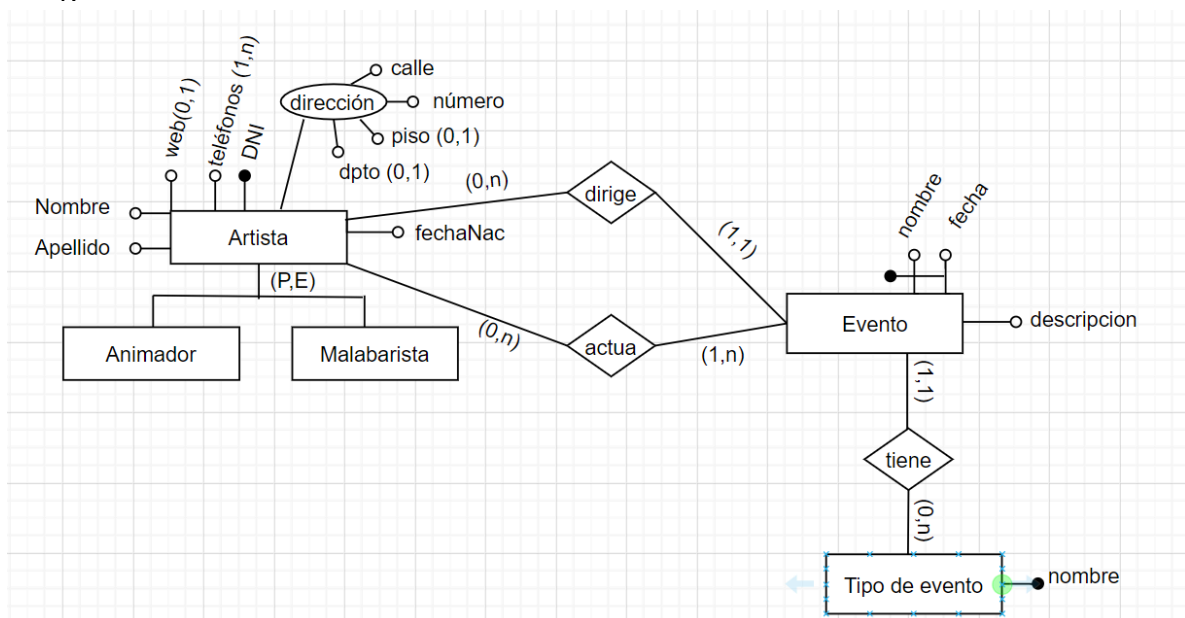 calle
dirección
número
piso (0,1)
dpto (0,1)
web(0,1)
teléfonos (1,n)
DNI
Nombre
Apellido
Artista
fechaNac
(P,E)
Animador
Malabarista
(0,n)
dirige
(1,1)
(0,n)
actua
(1,n)
nombre
fecha
Evento
descripcion
(1,1)
tiene
(0,n)
Tipo de evento
nombre